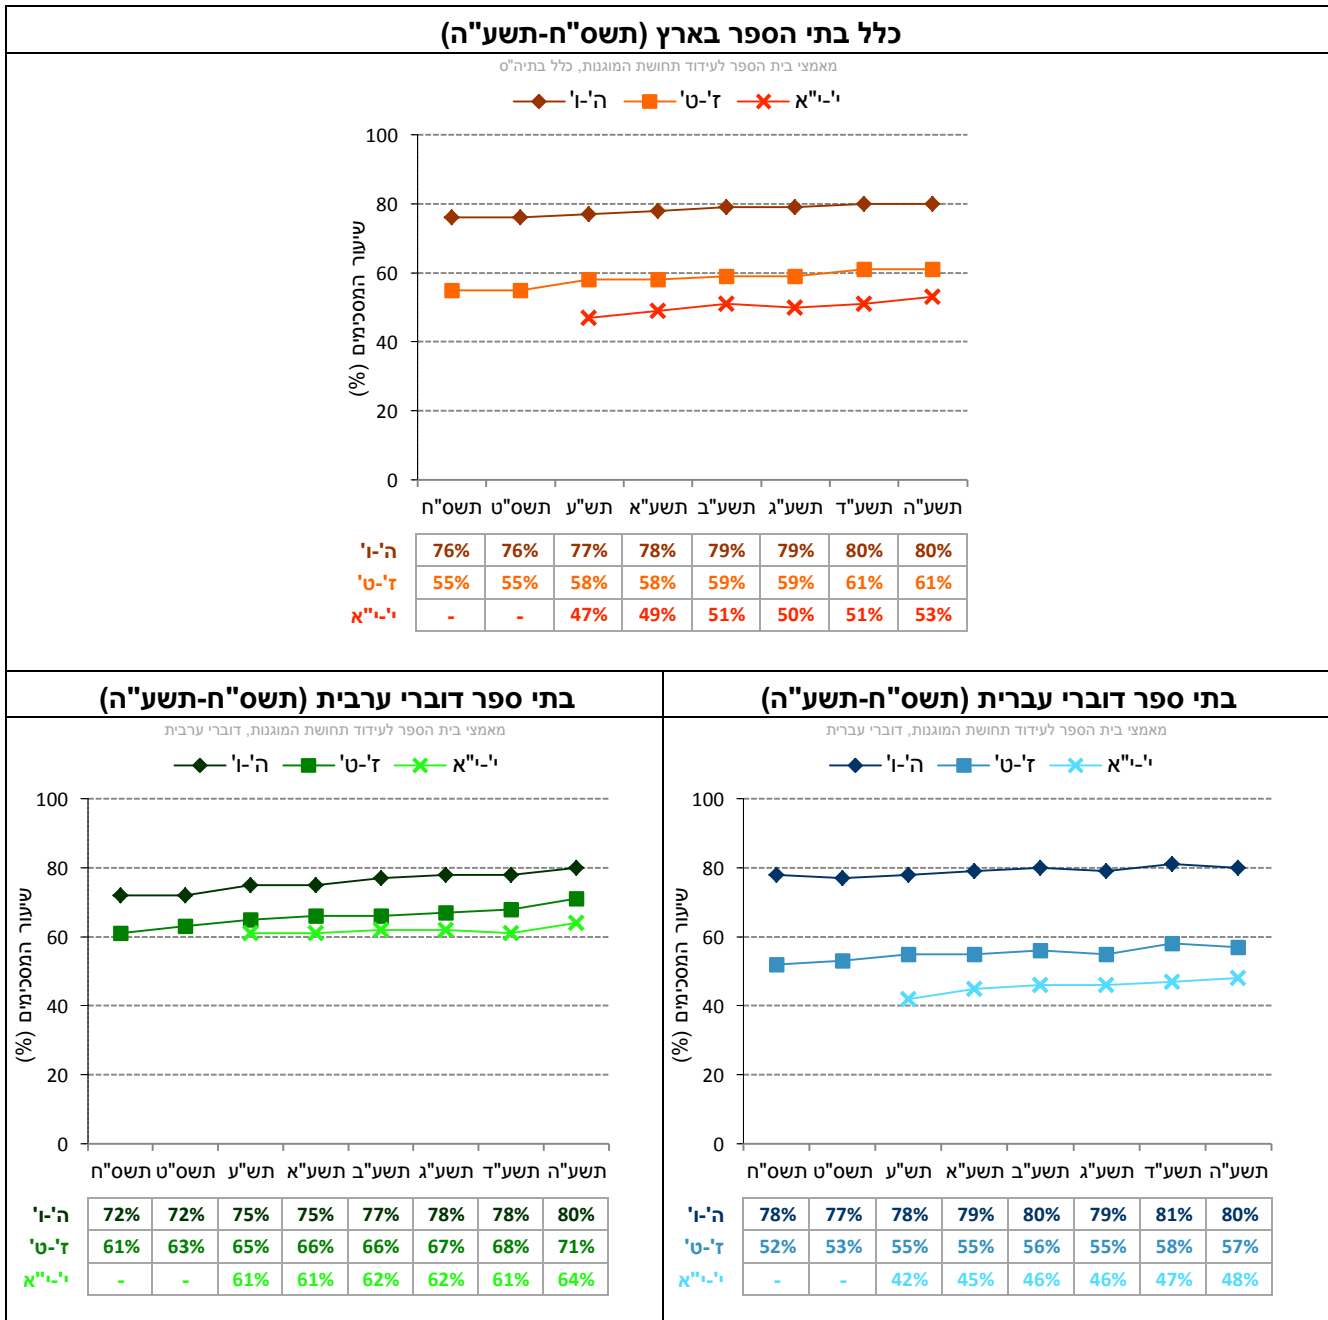 כלל בתי הספר בארץ (תשס"ח-תשע"ה)
מאמצי בית הספר לעידוד תחושת המוגנות, כלל בתיה"ס
ה'-ו' ז'-ט' י'-י"א
שיעור המסכימים (%)
100
80
60
40
20
0
תשס"ח תשס"ט תש"ע תשע"א תשע"ב תשע"ג תשע"ד תשע"ה
ה'-ו' 76% 76% 77% 78% 79% 79% 80% 80%
ז'-ט' 55% 55% 58% 58% 59% 59% 61% 61%
י'-י"א - - 47% 49% 51% 50% 51% 53%
בתי ספר דוברי עברית (תשס"ח-תשע"ה)
מאמצי בית הספר לעידוד תחושת המוגנות, דוברי עברית
ה'-ו' ז'-ט' י'-י"א
שיעור המסכימים (%)
100
80
60
40
20
0
תשס"ח תשס"ט תש"ע תשע"א תשע"ב תשע"ג תשע"ד תשע"ה
ה'-ו' 78% 77% 78% 79% 80% 79% 81% 80%
ז'-ט' 52% 53% 55% 55% 56% 55% 58% 57%
י'-י"א - - 42% 45% 46% 46% 47% 48%
בתי ספר דוברי ערבית (תשס"ח-תשע"ה)
מאמצי בית הספר לעידוד תחושת המוגנות, דוברי ערבית
ה'-ו' ז'-ט' י'-י"א
שיעור המסכימים (%)
100
80
60
40
20
0
תשס"ח תשס"ט תש"ע תשע"א תשע"ב תשע"ג תשע"ד תשע"ה
ה'-ו' 72% 72% 75% 75% 77% 78% 78% 80%
ז'-ט' 61% 63% 65% 66% 66% 67% 68% 71%
י'-י"א - - 61% 61% 62% 62% 61% 64%